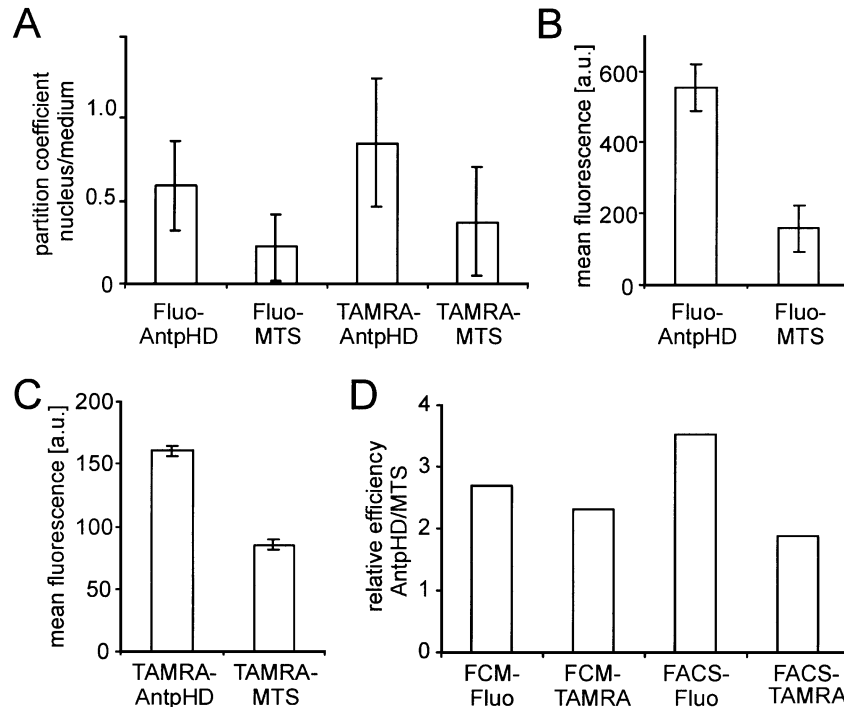 A
partition coefficient
nucleus/medium
1.0
0.5
0
Fluo-
AntpHD
Fluo-
MTS
TAMRA-
AntpHD
TAMRA-
MTS
B
mean fluorescence [a.u.]
600
400
200
0
Fluo-
AntpHD
Fluo-
MTS
C
mean fluorescence [a.u.]
200
150
100
50
0
TAMRA-
AntpHD
TAMRA-
MTS
D
relative efficiency
AntpHD/MTS
4
3
2
1
0
FCM-
Fluo
FCM-
TAMRA
FACS-
Fluo
FACS-
TAMRA